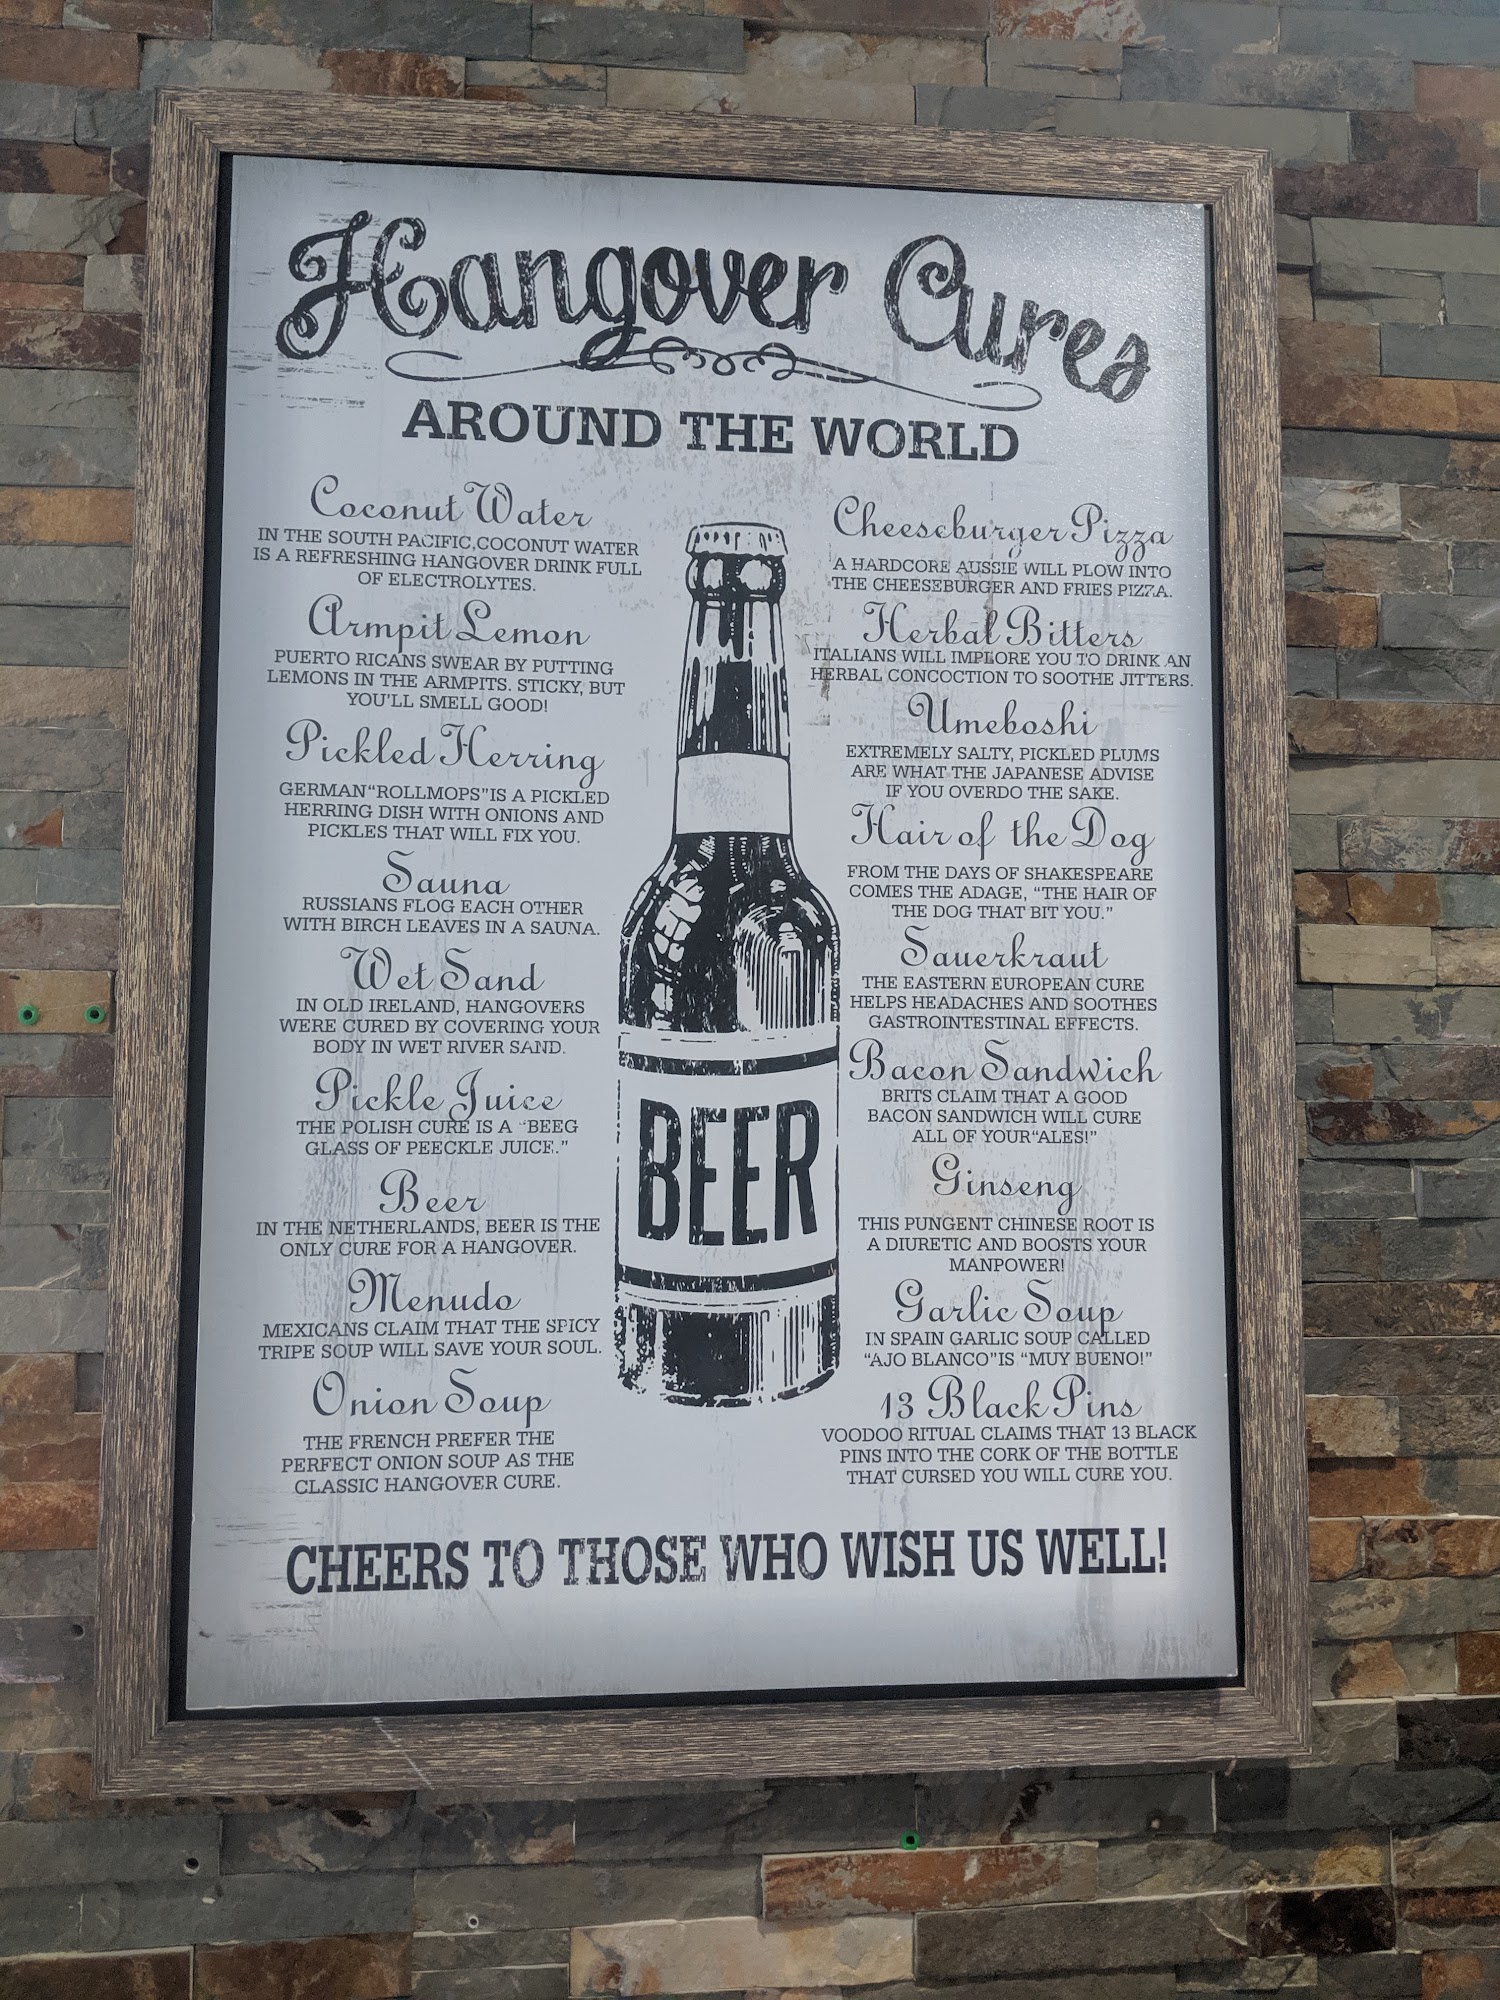 Hangover Cures
AROUND THE WORLD
Coconut Water
IN THE SOUTH PACIFIC, COCONUT WATER
IS A REFRESHING HANGOVER DRINK FULL
OF ELECTROLYTES.
Armpit Lemon
PUERTO RICANS SWEAR BY PUTTING
LEMONS IN THE ARMPITS. STICKY, BUT
YOU'LL SMELL GOOD!
Pickled Herring
GERMAN "ROLLMOPS" IS A PICKLED
HERRING DISH WITH ONIONS AND
PICKLES THAT WILL FIX YOU.
Sauna
RUSSIANS FLOG EACH OTHER
WITH BIRCH LEAVES IN A SAUNA.
Wet Sand
IN OLD IRELAND, HANGOVERS
WERE CURED BY COVERING YOUR
BODY IN WET RIVER SAND.
Pickle Juice
THE POLISH CURE IS A "BEEG
GLASS OF PEECKLE JUICE."
Beer
IN THE NETHERLANDS, BEER IS THE
ONLY CURE FOR A HANGOVER.
Menudo
MEXICANS CLAIM THAT THE SPICY
TRIPE SOUP WILL SAVE YOUR SOUL.
Onion Soup
THE FRENCH PREFER THE
PERFECT ONION SOUP AS THE
CLASSIC HANGOVER CURE.
BEER
Cheeseburger Pizza
A HARDCORE AUSSIE WILL PLOW INTO
THE CHEESEBURGER AND FRIES PIZZA.
Herbal Bitters
ITALIANS WILL IMPLORE YOU TO DRINK AN
HERBAL CONCOCTION TO SOOTHE JITTERS.
Umeboshi
EXTREMELY SALTY, PICKLED PLUMS
ARE WHAT THE JAPANESE ADVISE
IF YOU OVERDO THE SAKE.
Hair of the Dog
FROM THE DAYS OF SHAKESPEARE
COMES THE ADAGE, "THE HAIR OF
THE DOG THAT BIT YOU."
Sauerkraut
THE EASTERN EUROPEAN CURE
HELPS HEADACHES AND SOOTHES
GASTROINTESTINAL EFFECTS.
Bacon Sandwich
BRITS CLAIM THAT A GOOD
BACON SANDWICH WILL CURE
ALL OF YOUR "ALES!"
Ginseng
THIS PUNGENT CHINESE ROOT IS
A DIURETIC AND BOOSTS YOUR
MANPOWER!
Garlic Soup
IN SPAIN GARLIC SOUP CALLED
"AJO BLANCO" IS "MUY BUENO!"
13 Black Pins
VOODOO RITUAL CLAIMS THAT 13 BLACK
PINS INTO THE CORK OF THE BOTTLE
THAT CURSED YOU WILL CURE YOU.
CHEERS TO THOSE WHO WISH US WELL!